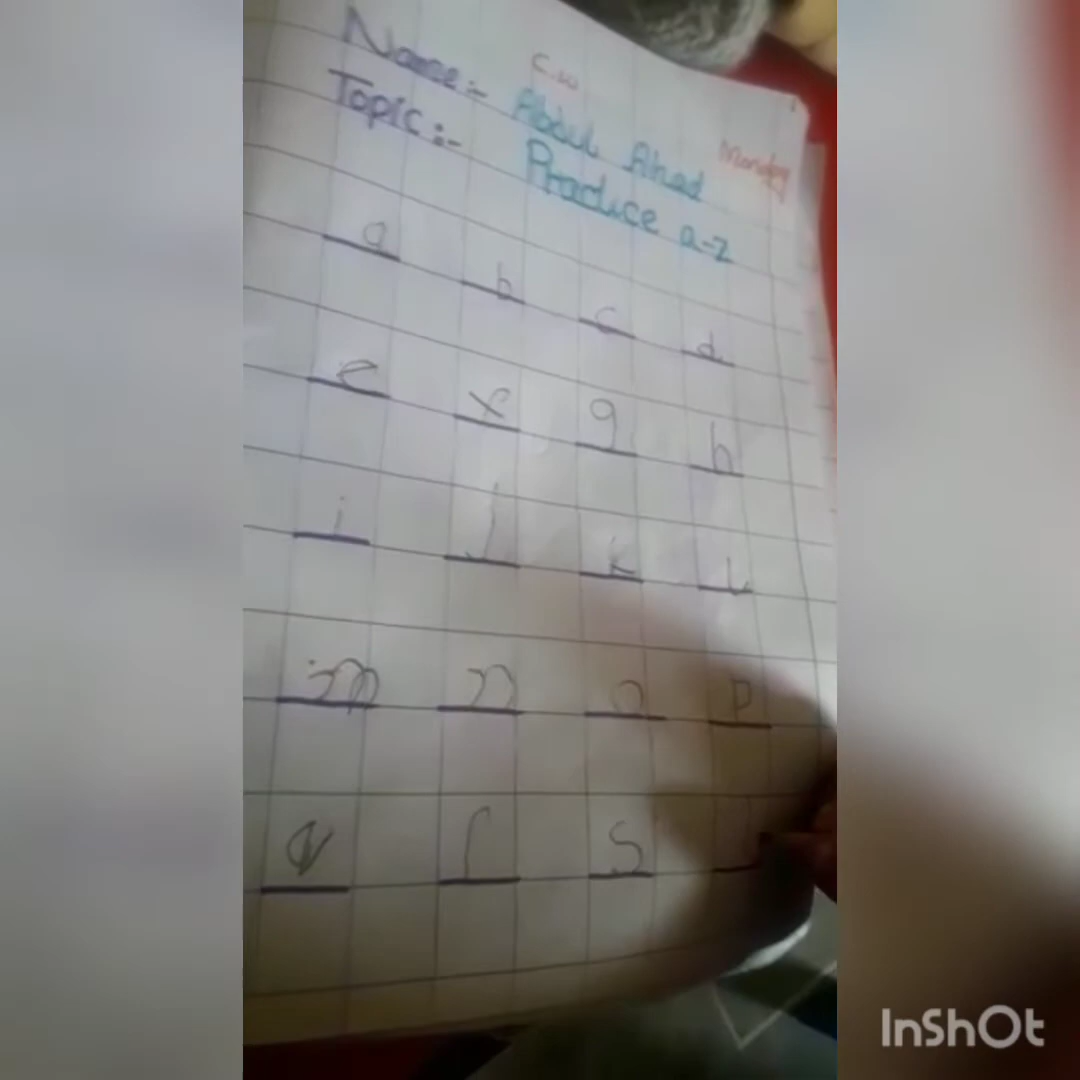 C.w
Monday
Name:- Abdul Ahad
Topic:- Practice a-z
a b c d
e f g h
i j k l
m n o p
q r s
InShOt